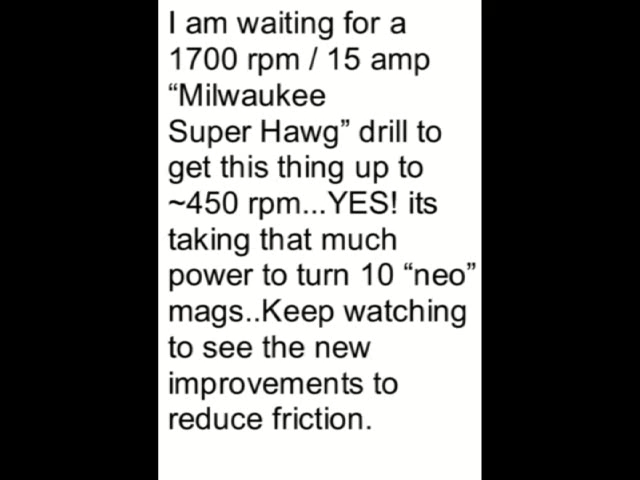 I am waiting for a
1700 rpm / 15 amp
“Milwaukee
Super Hawg” drill to
get this thing up to
~450 rpm...YES! its
taking that much
power to turn 10 “neo”
mags..Keep watching
to see the new
improvements to
reduce friction.